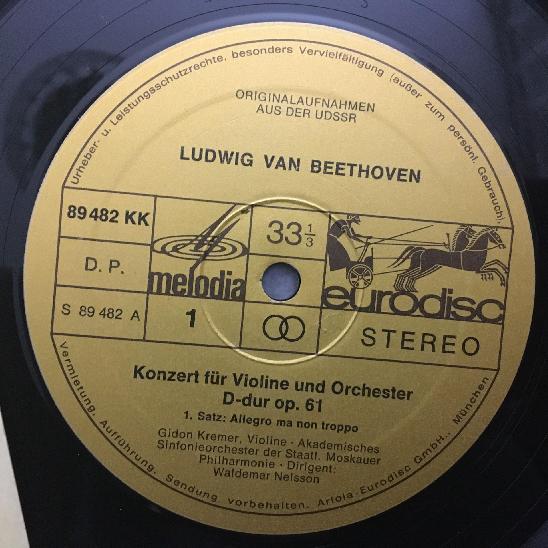 Urheber- u. Leistungsschutzrechte, besonders Vervielfältigung (außer zum persönl. Gebrauch),
ORIGINALAUFNAHMEN
AUS DER UDSSR
LUDWIG VAN BEETHOVEN
89 482 KK
33 1/3
D. P.
melodia
eurodisc
S 89 482 A
1
STEREO
Konzert für Violine und Orchester
D-dur op. 61
1. Satz: Allegro ma non troppo
Gidon Kremer, Violine · Akademisches
Sinfonieorchester der Staatl. Moskauer
Philharmonie · Dirigent:
Waldemar Nelsson
Vermietung, Aufführung, Sendung vorbehalten. Ariola-Eurodisc GmbH., München